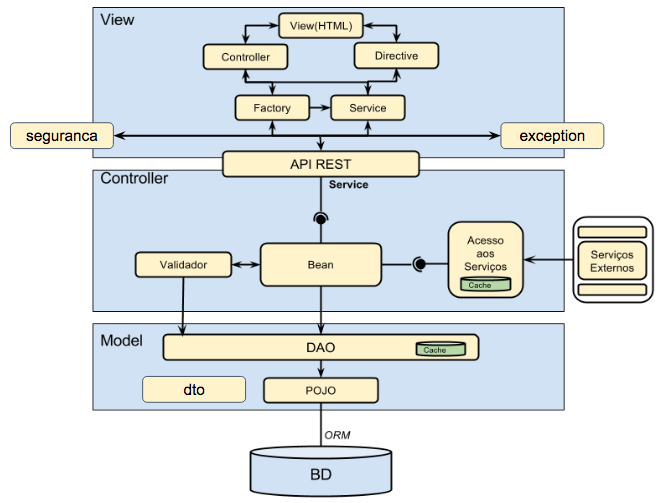 View
View(HTML)
Controller
Directive
Factory
Service
seguranca
exception
API REST
Controller
Service
Validador
Bean
Acesso
aos
Serviços
Cache
Serviços
Externos
Model
DAO
Cache
dto
POJO
ORM
BD